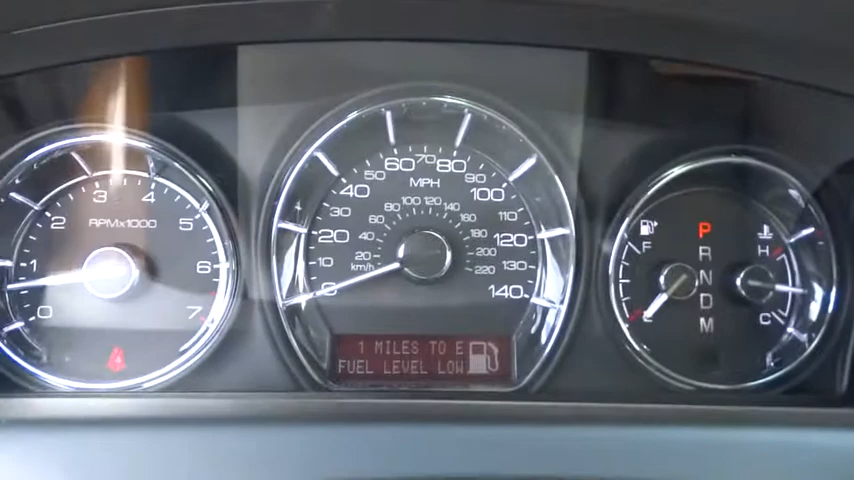 0 1 2 3 4 5 6 7
RPMx1000
0 10 20 30 40 50 60 70 80 90 100 110 120 130 140
MPH
20 40 60 80 100 120 140 160 180 200 220
km/h
1 MILES TO E
FUEL LEVEL LOW
F
E
P
R
N
D
M
H
C